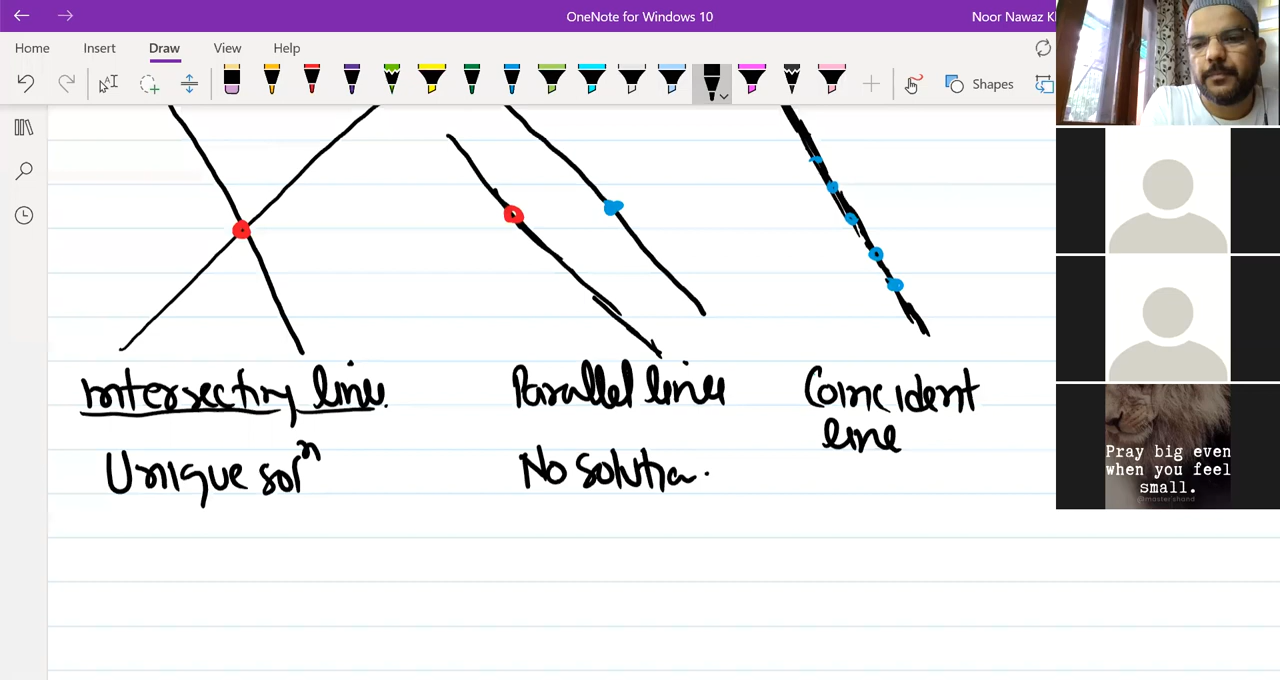 OneNote for Windows 10
Noor Nawaz K
Home Insert Draw View Help
Shapes
Intersecting line.
Parallel lines
Coincident
line
Unique solⁿ
No solution.
Pray big even
when you feel
small.